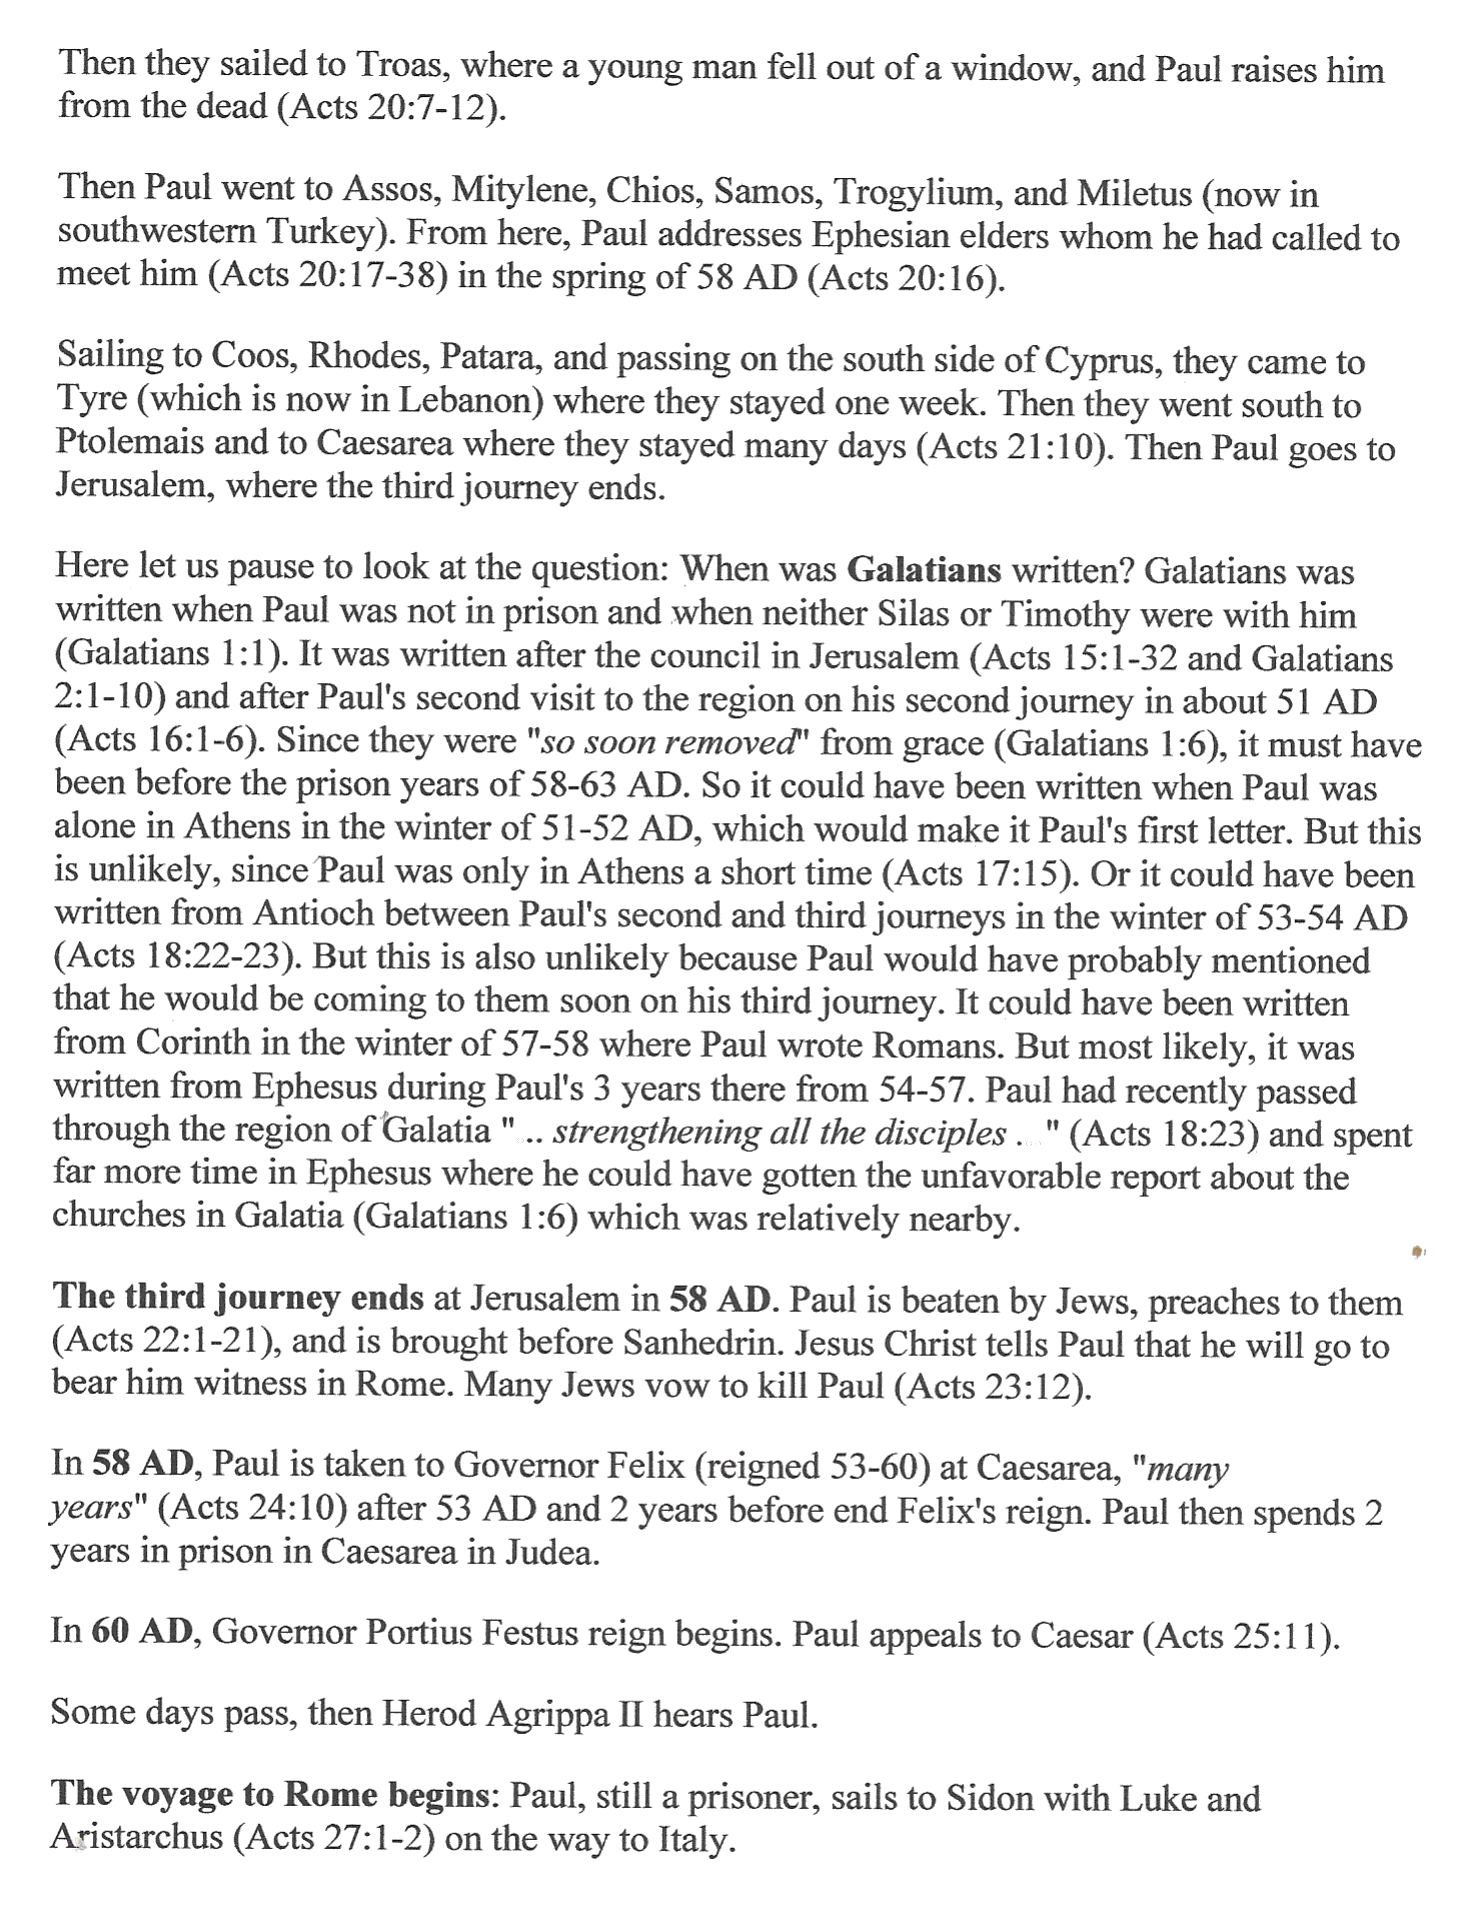 Then they sailed to Troas, where a young man fell out of a window, and Paul raises him
from the dead (Acts 20:7-12).
Then Paul went to Assos, Mitylene, Chios, Samos, Trogylium, and Miletus (now in
southwestern Turkey). From here, Paul addresses Ephesian elders whom he had called to
meet him (Acts 20:17-38) in the spring of 58 AD (Acts 20:16).
Sailing to Coos, Rhodes, Patara, and passing on the south side of Cyprus, they came to
Tyre (which is now in Lebanon) where they stayed one week. Then they went south to
Ptolemais and to Caesarea where they stayed many days (Acts 21:10). Then Paul goes to
Jerusalem, where the third journey ends.
Here let us pause to look at the question: When was Galatians written? Galatians was
written when Paul was not in prison and when neither Silas or Timothy were with him
(Galatians 1:1). It was written after the council in Jerusalem (Acts 15:1-32 and Galatians
2:1-10) and after Paul's second visit to the region on his second journey in about 51 AD
(Acts 16:1-6). Since they were "so soon removed" from grace (Galatians 1:6), it must have
been before the prison years of 58-63 AD. So it could have been written when Paul was
alone in Athens in the winter of 51-52 AD, which would make it Paul's first letter. But this
is unlikely, since Paul was only in Athens a short time (Acts 17:15). Or it could have been
written from Antioch between Paul's second and third journeys in the winter of 53-54 AD
(Acts 18:22-23). But this is also unlikely because Paul would have probably mentioned
that he would be coming to them soon on his third journey. It could have been written
from Corinth in the winter of 57-58 where Paul wrote Romans. But most likely, it was
written from Ephesus during Paul's 3 years there from 54-57. Paul had recently passed
through the region of Galatia " .. strengthening all the disciples . " (Acts 18:23) and spent
far more time in Ephesus where he could have gotten the unfavorable report about the
churches in Galatia (Galatians 1:6) which was relatively nearby.
The third journey ends at Jerusalem in 58 AD. Paul is beaten by Jews, preaches to them
(Acts 22:1-21), and is brought before Sanhedrin. Jesus Christ tells Paul that he will go to
bear him witness in Rome. Many Jews vow to kill Paul (Acts 23:12).
In 58 AD, Paul is taken to Governor Felix (reigned 53-60) at Caesarea, "many
years" (Acts 24:10) after 53 AD and 2 years before end Felix's reign. Paul then spends 2
years in prison in Caesarea in Judea.
In 60 AD, Governor Portius Festus reign begins. Paul appeals to Caesar (Acts 25:11).
Some days pass, then Herod Agrippa II hears Paul.
The voyage to Rome begins: Paul, still a prisoner, sails to Sidon with Luke and
Aristarchus (Acts 27:1-2) on the way to Italy.